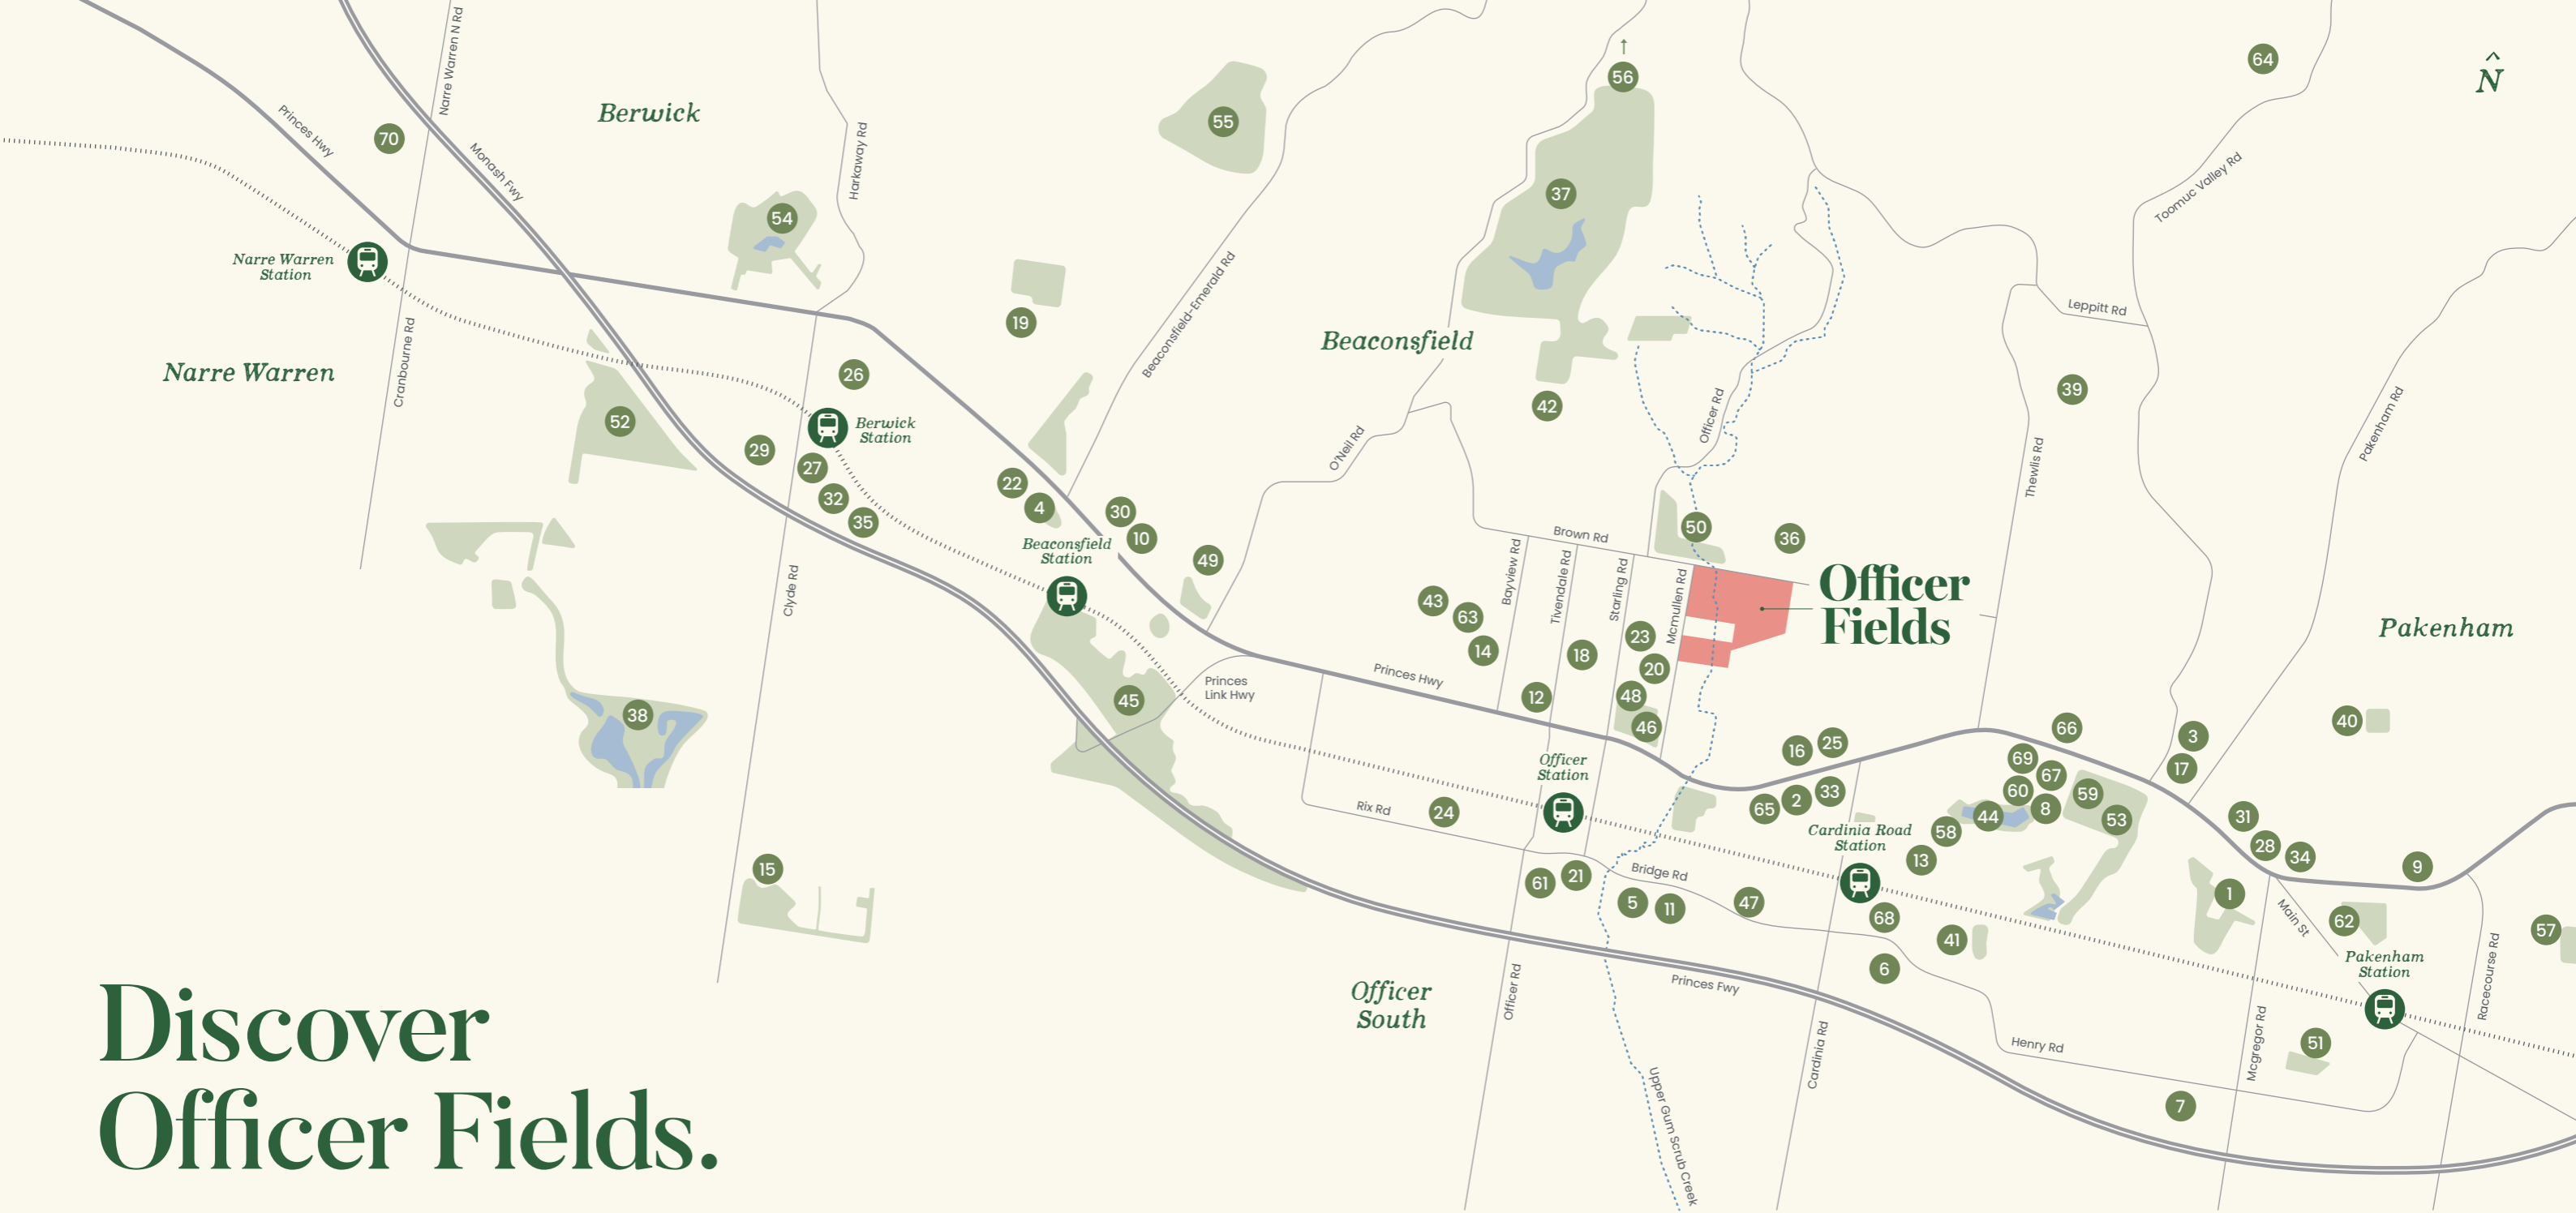 56
64
N
Narre Warren N Rd
Princes Hwy
70
Berwick
55
Monash Fwy
Harkaway Rd
Toomuc Valley Rd
54
37
Narre Warren
Station
Beaconsfield-Emerald Rd
Leppitt Rd
19
Beaconsfield
Cranbourne Rd
Narre Warren
26
39
42
Officer Rd
Pakenham Rd
52
Berwick
Station
29
27
O'Neil Rd
Thewlis Rd
22
32
4
35
30
10
50
36
Brown Rd
Beaconsfield
Station
49
Bayview Rd
Tivendale Rd
Starling Rd
Mcmullen Rd
Officer
Fields
Clyde Rd
43
63
14
18
23
20
Pakenham
Princes Hwy
Princes
Link Hwy
45
12
48
46
38
40
66
3
16
25
69
17
67
Officer
Station
60
59
65
2
33
8
44
53
31
Rix Rd
24
58
Cardinia Road
Station
28
34
13
9
15
Bridge Rd
61
21
1
5
11
47
68
Main St
62
57
41
6
Pakenham
Station
Racecourse Rd
Officer
South
Officer Rd
Princes Fwy
Discover
Officer Fields.
Cardinia Rd
Henry Rd
Mcgregor Rd
51
7
Upper Gum Scrub Creek